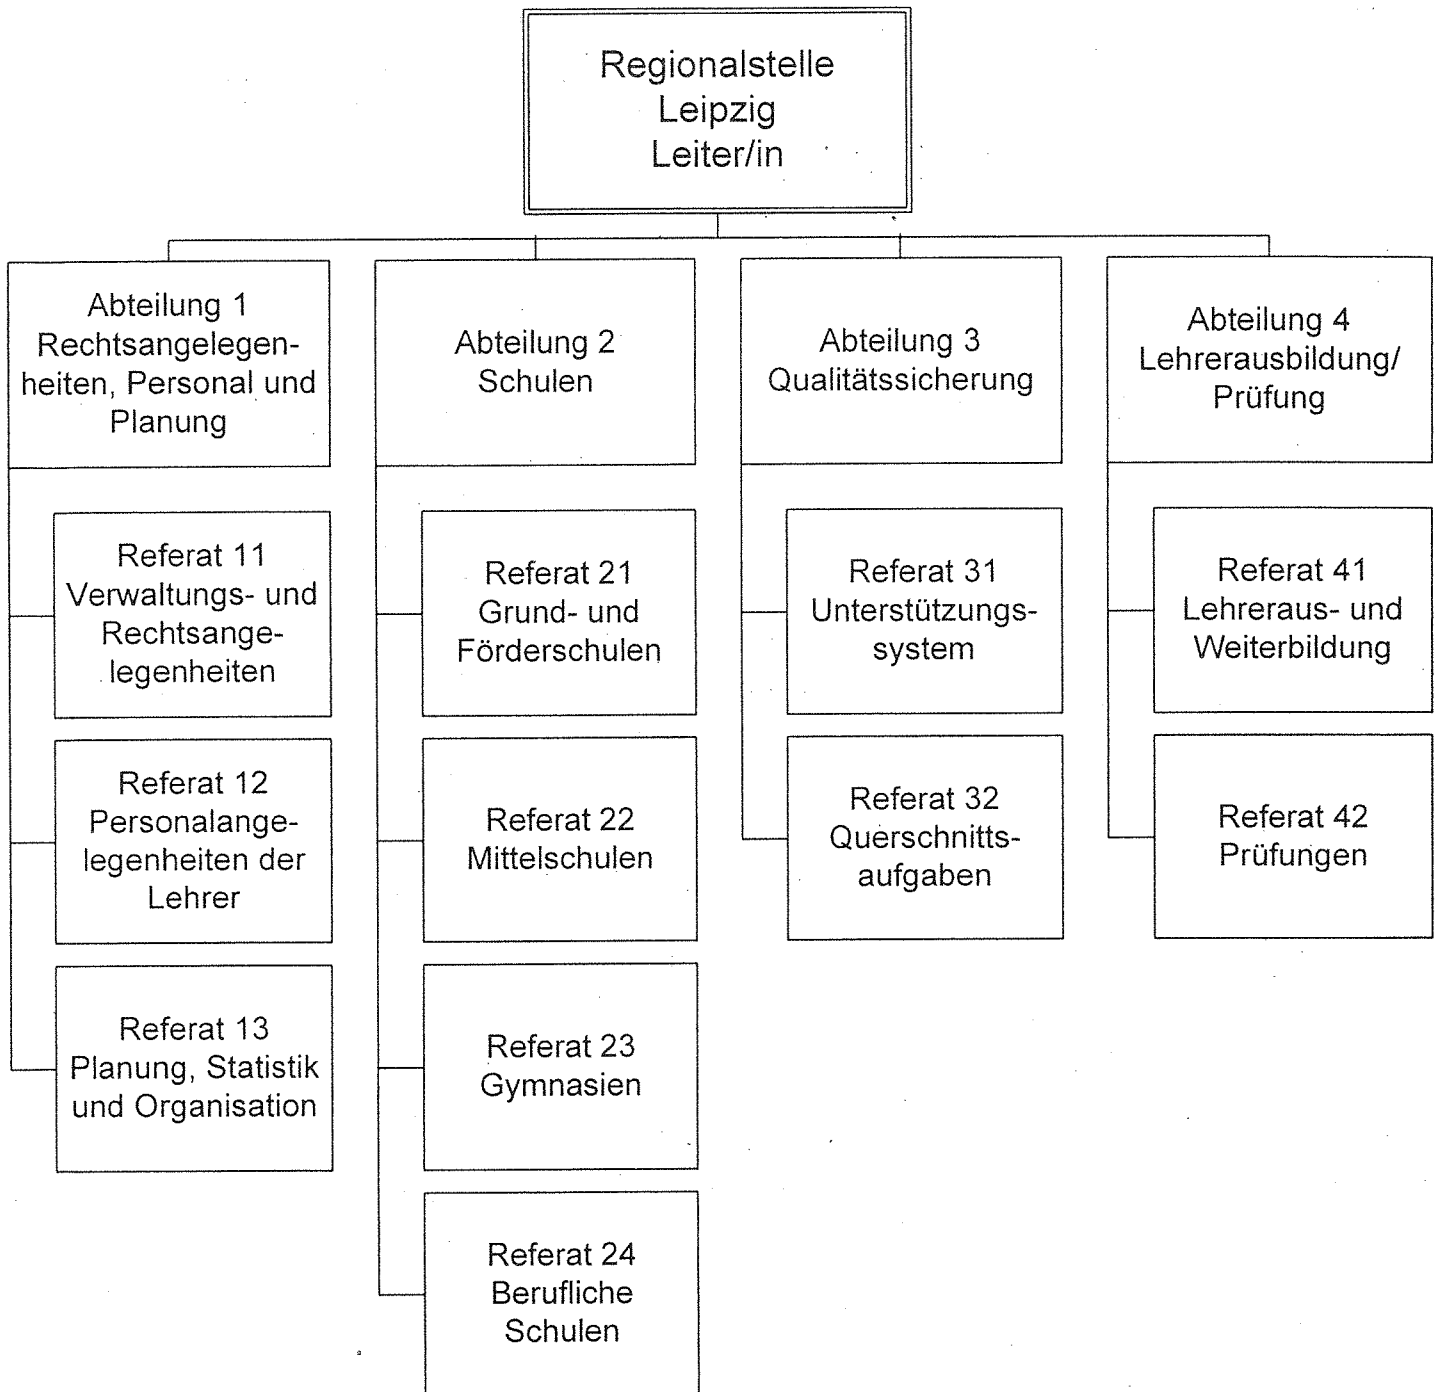 Regionalstelle
Leipzig
Leiter/in
Abteilung 1
Rechtsangelegen-
heiten, Personal und
Planung
Referat 11
Verwaltungs- und
Rechtsange-
legenheiten
Referat 12
Personalange-
legenheiten der
Lehrer
Referat 13
Planung, Statistik
und Organisation
Abteilung 2
Schulen
Referat 21
Grund- und
Förderschulen
Referat 22
Mittelschulen
Referat 23
Gymnasien
Referat 24
Berufliche
Schulen
Abteilung 3
Qualitätssicherung
Referat 31
Unterstützungs-
system
Referat 32
Querschnitts-
aufgaben
Abteilung 4
Lehrerausbildung/
Prüfung
Referat 41
Lehreraus- und
Weiterbildung
Referat 42
Prüfungen